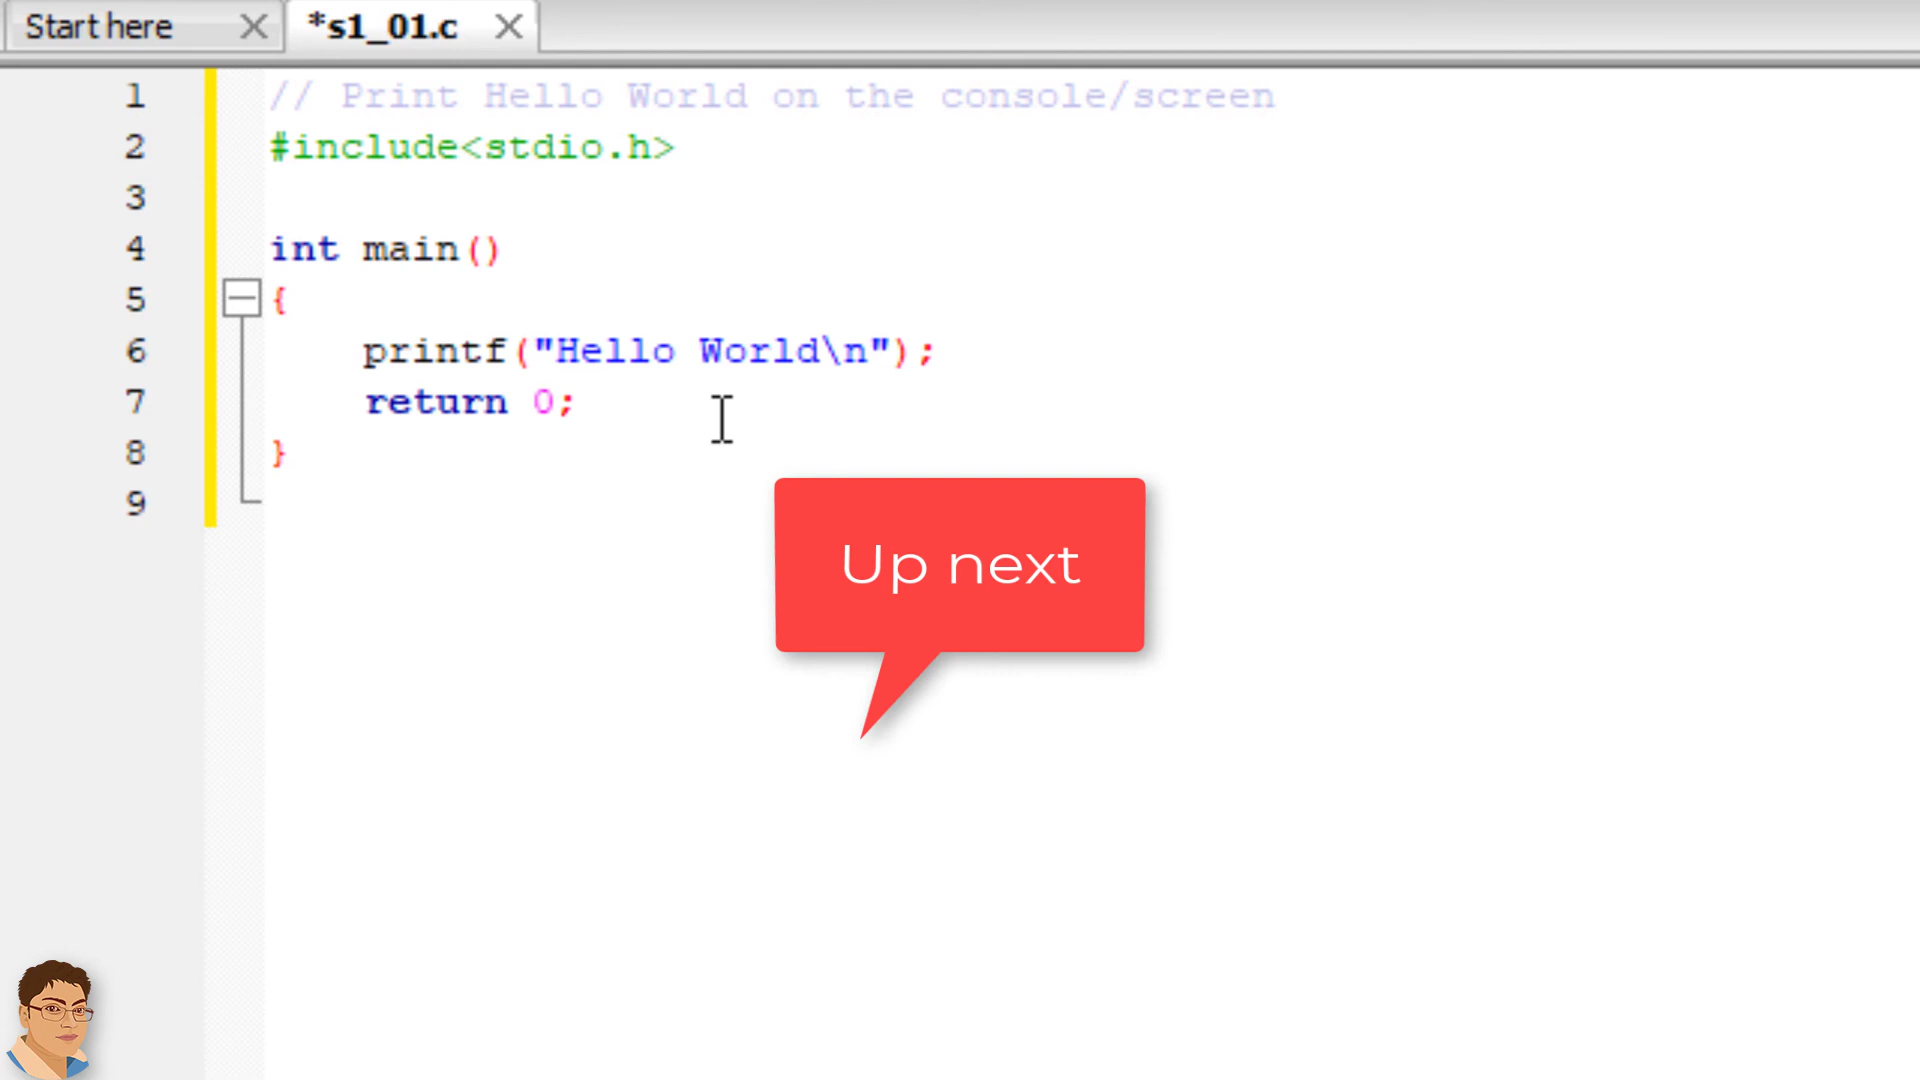 Start here *s1_01.c
1 // Print Hello World on the console/screen
2 #include<stdio.h>
3
4 int main()
5 {
6 printf("Hello World\n");
7 return 0;
8 }
9
Up next